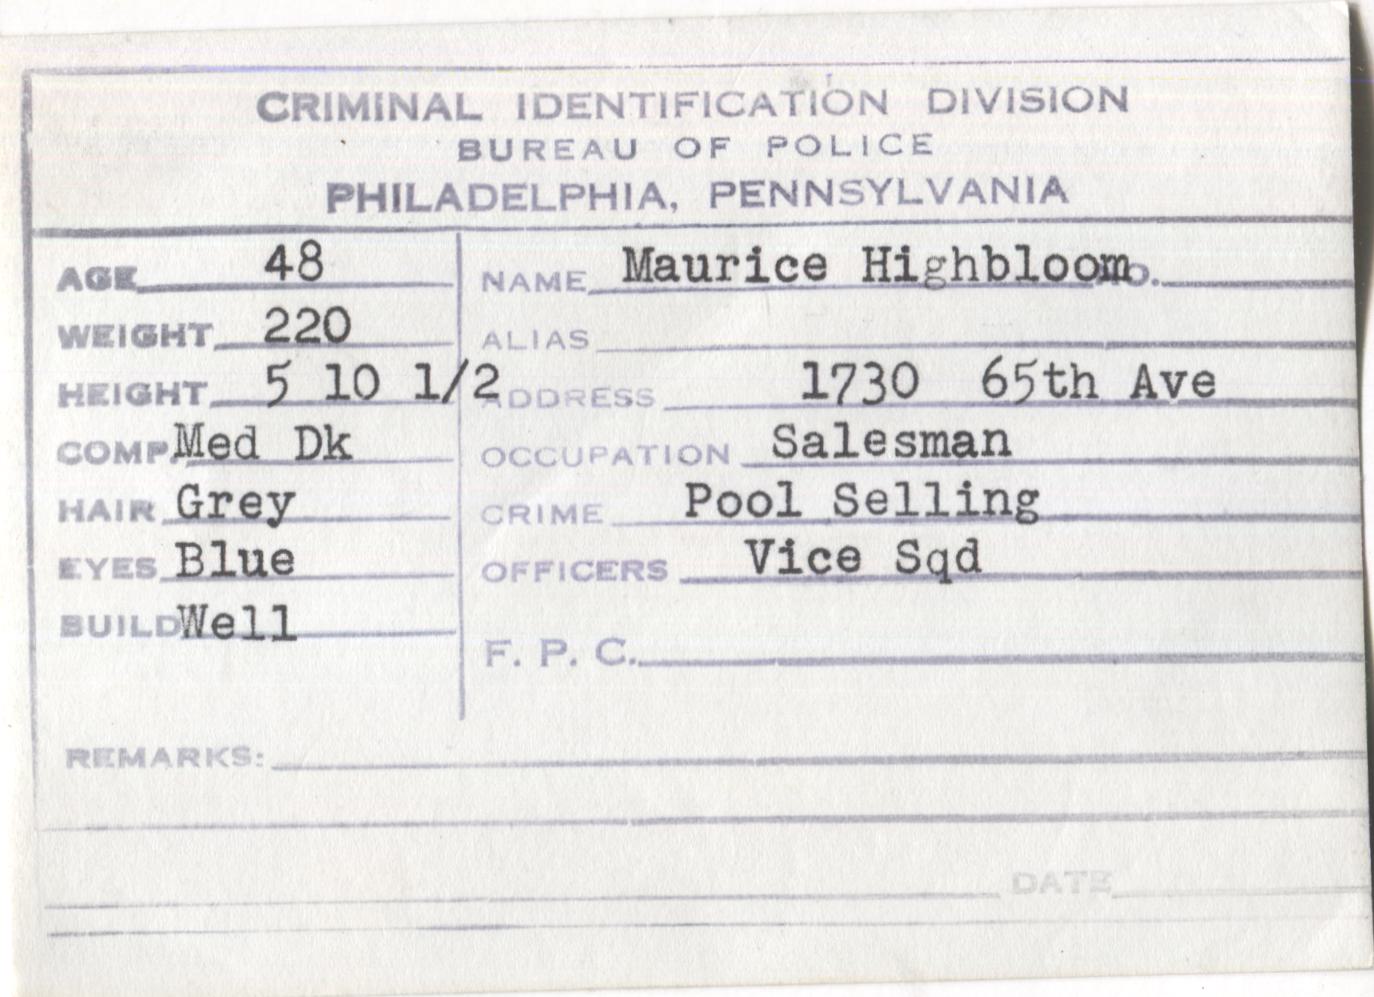 CRIMINAL IDENTIFICATION DIVISION
BUREAU OF POLICE
PHILADELPHIA, PENNSYLVANIA
AGE 48
WEIGHT 220
HEIGHT 5 10 1/2
COMP. Med Dk
HAIR Grey
EYES Blue
BUILD Well
NAME Maurice Highbloom NO.
ALIAS
ADDRESS 1730 65th Ave
OCCUPATION Salesman
CRIME Pool Selling
OFFICERS Vice Sqd
F. P. C.
REMARKS:
DATE